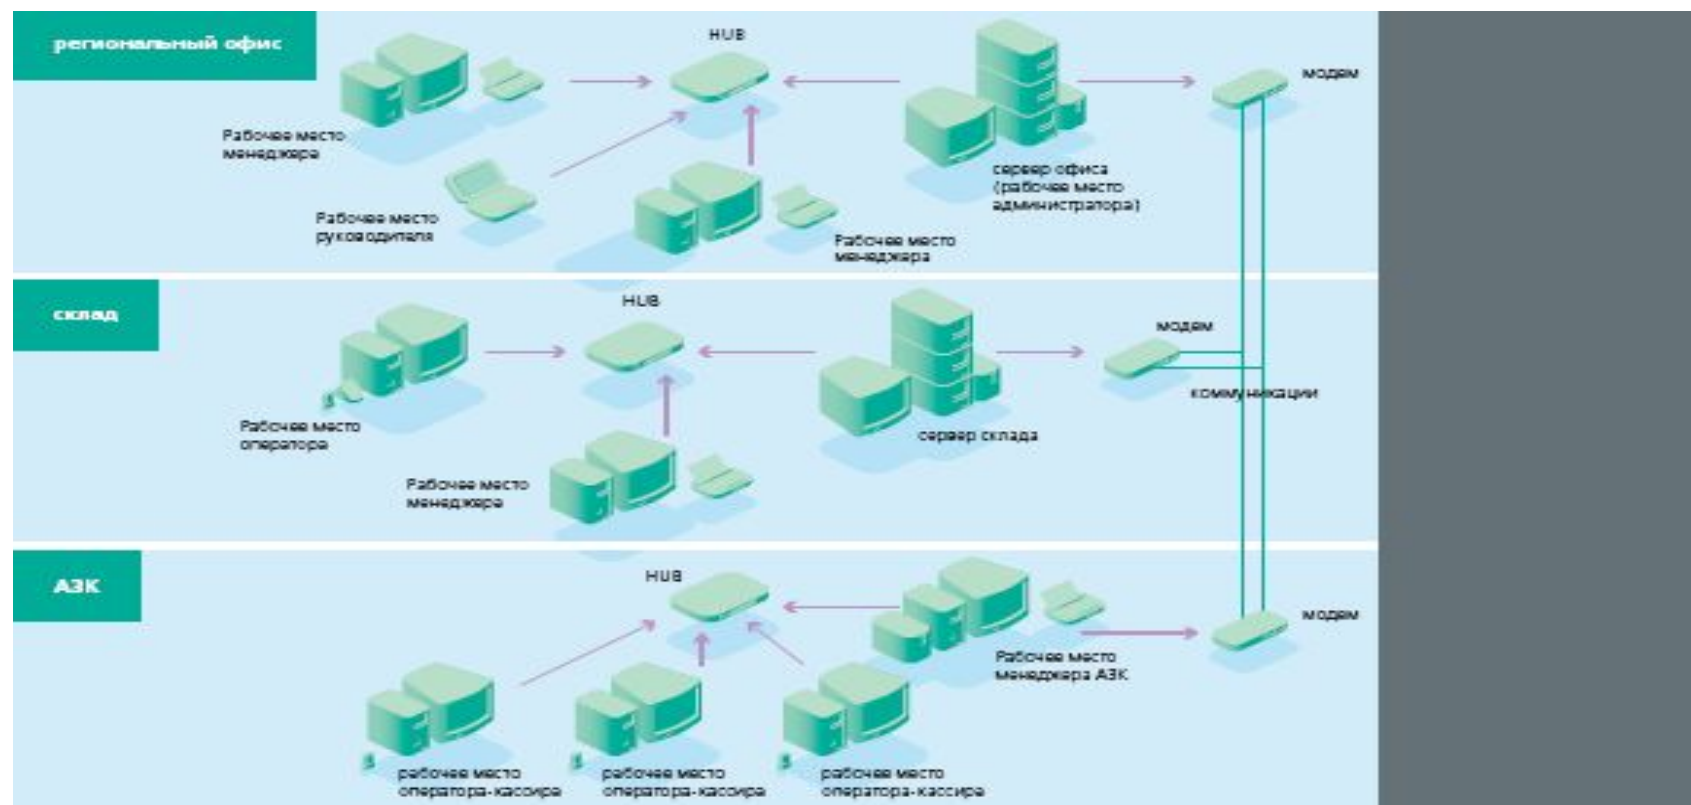 региональный офис
HUB
модем
Рабочее место
менеджера
сервер офиса
(рабочее место
администратора)
Рабочее место
руководителя
Рабочее место
менеджера
склад
HUB
модем
коммуникации
Рабочее место
оператора
сервер склада
Рабочее место
менеджера
АЗК
HUB
модем
Рабочее место
менеджера АЗК
рабочее место
оператора-кассира
рабочее место
оператора-кассира
рабочее место
оператора-кассира